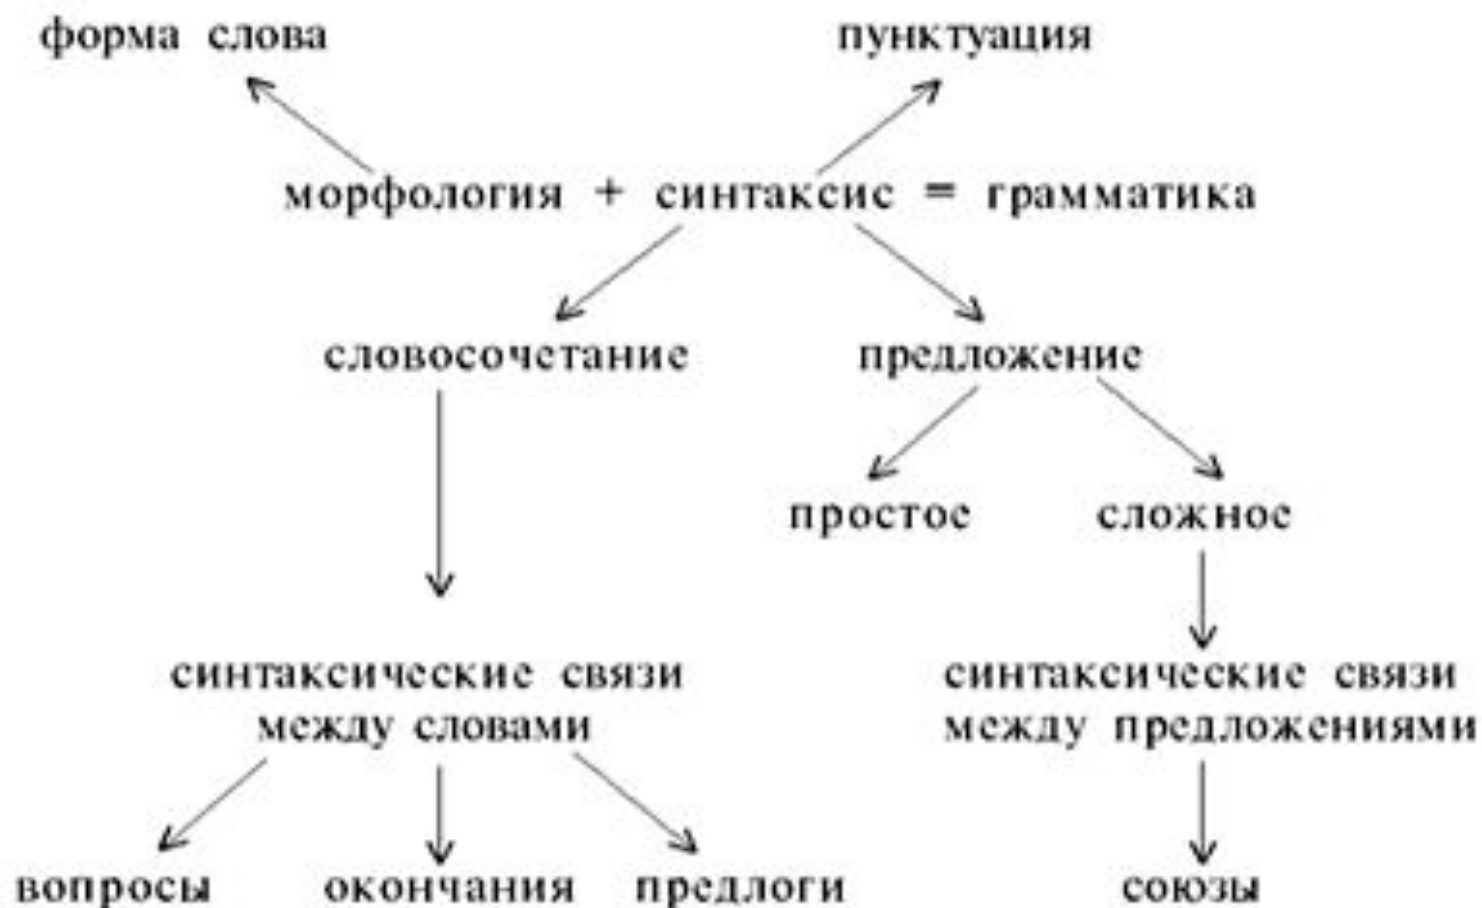 форма слова
пунктуация
морфология + синтаксис = грамматика
словосочетание
предложение
простое
сложное
синтаксические связи
между словами
синтаксические связи
между предложениями
вопросы
окончания
предлоги
союзы